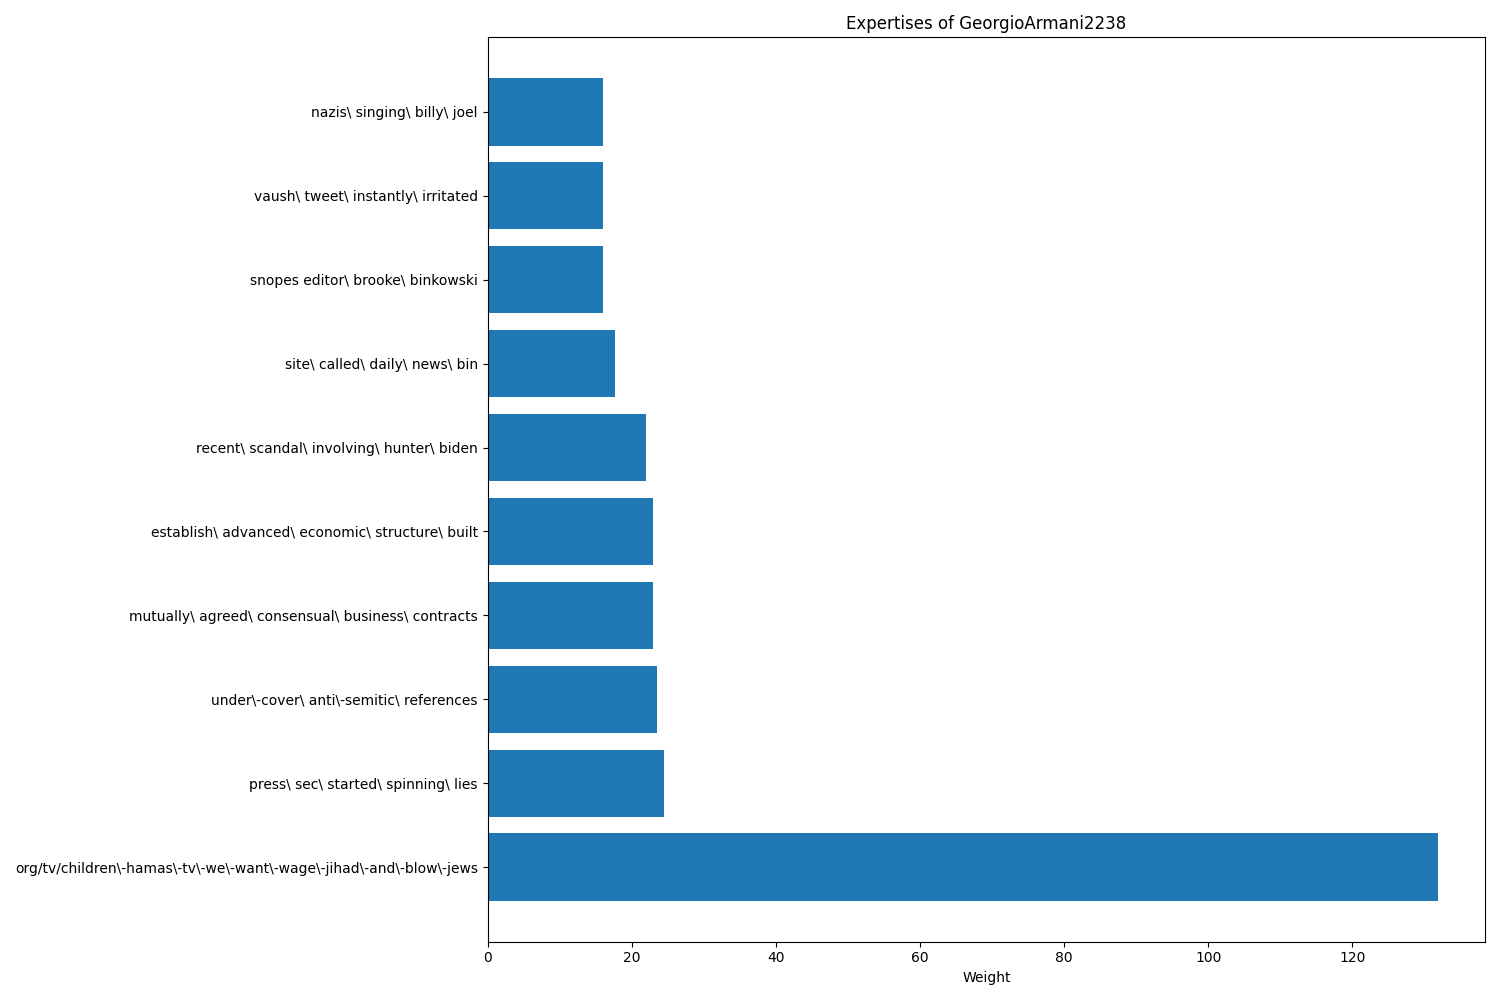 Expertises of GeorgioArmani2238
nazis\ singing\ billy\ joel
vaush\ tweet\ instantly\ irritated
snopes editor\ brooke\ binkowski
site\ called\ daily\ news\ bin
recent\ scandal\ involving\ hunter\ biden
establish\ advanced\ economic\ structure\ built
mutually\ agreed\ consensual\ business\ contracts
under\-cover\ anti\-semitic\ references
press\ sec\ started\ spinning\ lies
org/tv/children\-hamas\-tv\-we\-want\-wage\-jihad\-and\-blow\-jews
0 20 40 60 80 100 120
Weight